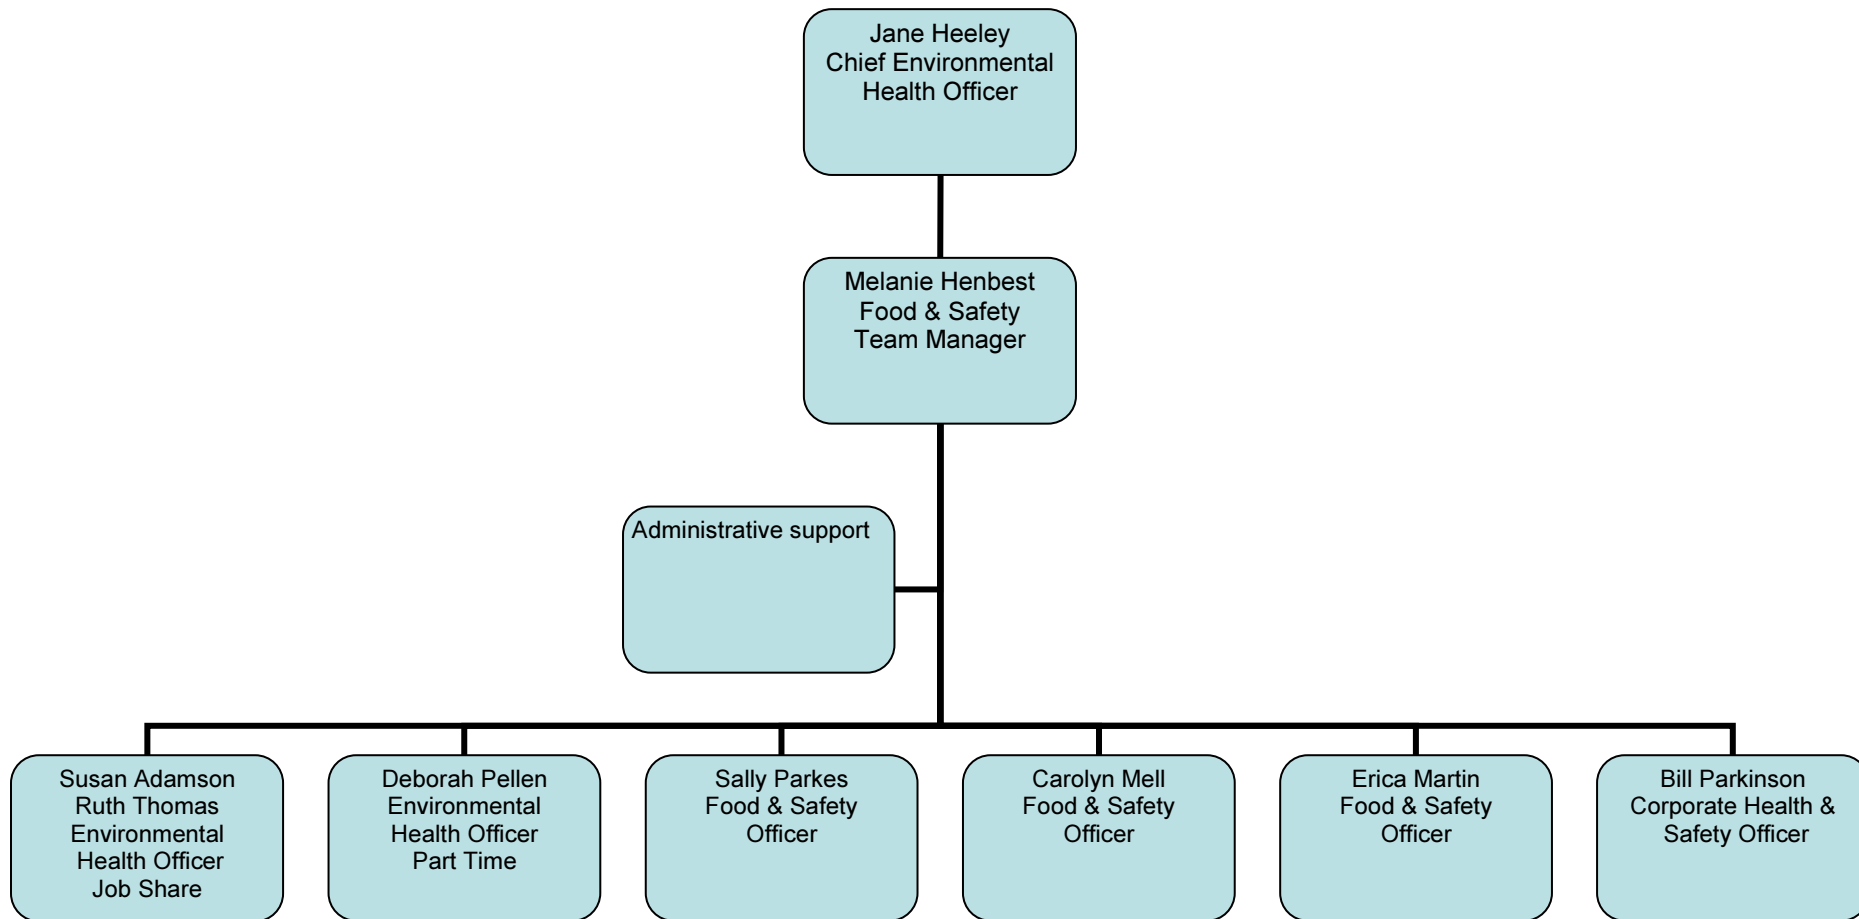 Jane Heeley
Chief Environmental
Health Officer
Melanie Henbest
Food & Safety
Team Manager
Administrative support
Susan Adamson
Ruth Thomas
Environmental
Health Officer
Job Share
Deborah Pellen
Environmental
Health Officer
Part Time
Sally Parkes
Food & Safety
Officer
Carolyn Mell
Food & Safety
Officer
Erica Martin
Food & Safety
Officer
Bill Parkinson
Corporate Health &
Safety Officer